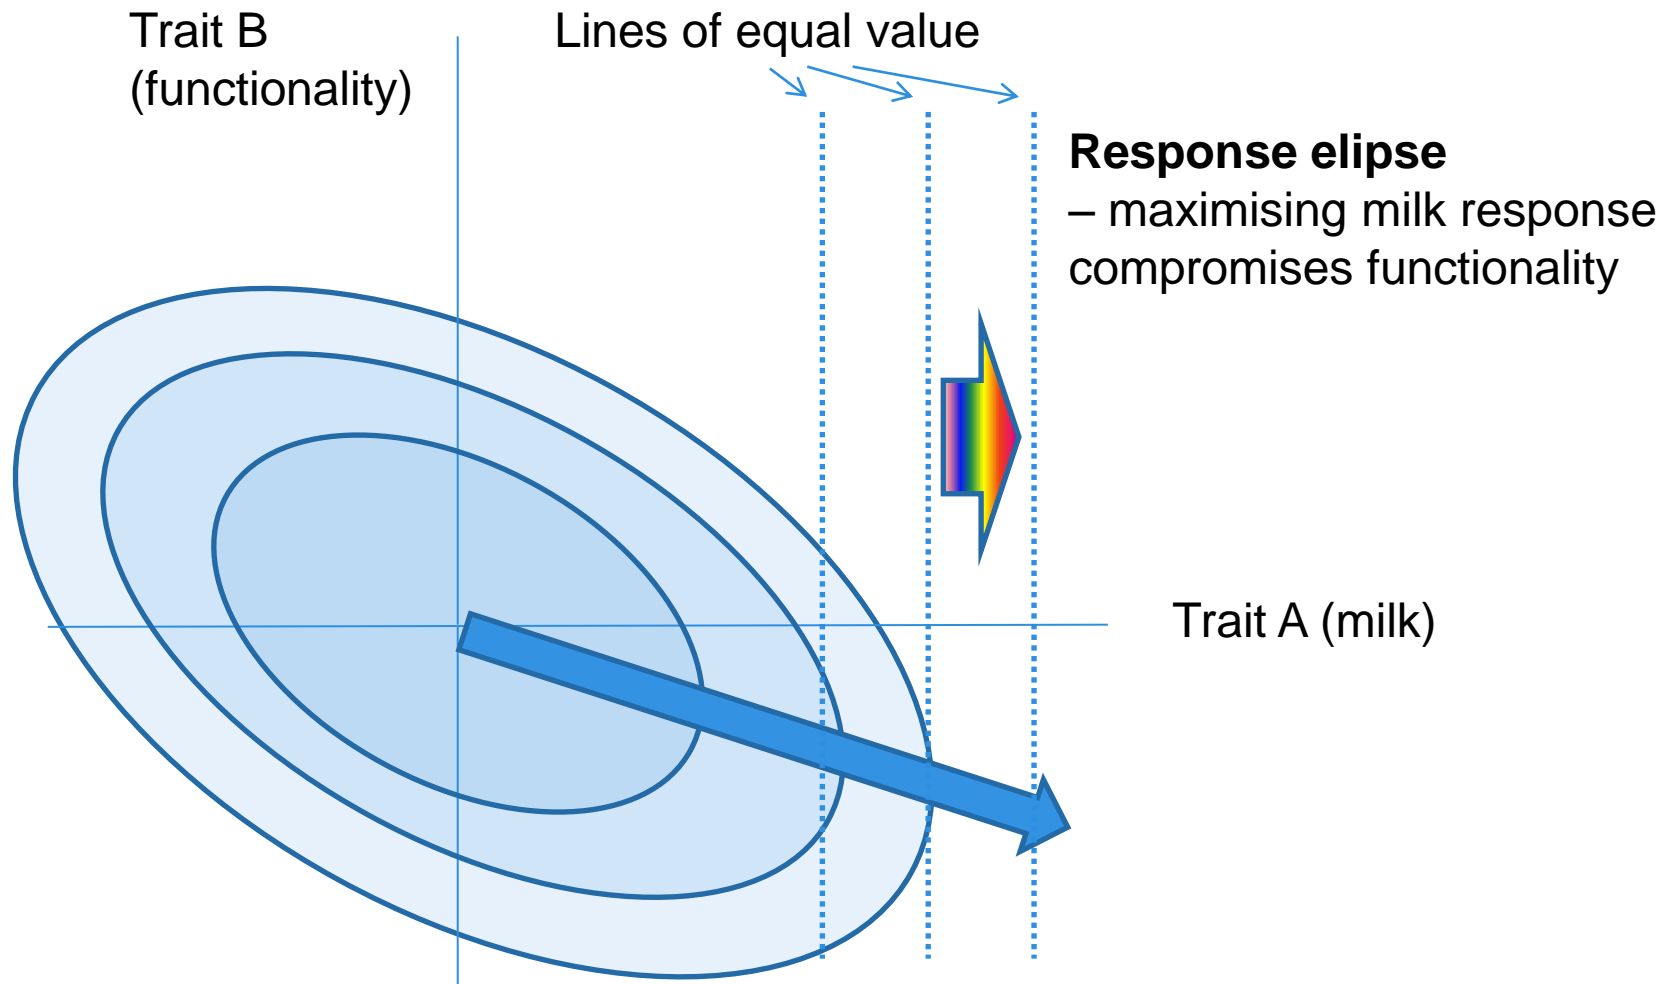 Trait B
(functionality)
Lines of equal value
Response elipse
– maximising milk response
compromises functionality
Trait A (milk)